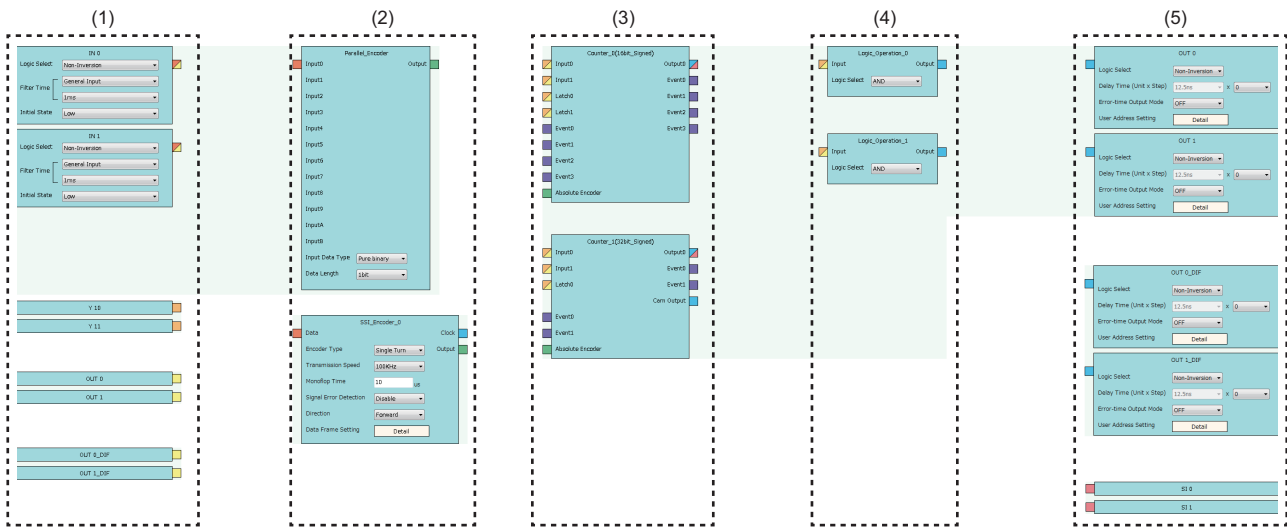 (1)
(2)
(3)
(4)
(5)
IN 0
Logic Select Non-Inversion
Filter Time General Input
1ms
Initial State Low
IN 1
Logic Select Non-Inversion
Filter Time General Input
1ms
Initial State Low
Y 10
Y 11
OUT 0
OUT 1
OUT 0_DIF
OUT 1_DIF
Parallel_Encoder
Input0 Output
Input1
Input2
Input3
Input4
Input5
Input6
Input7
Input8
Input9
InputA
InputB
Input Data Type Pure binary
Data Length 1bit
SSI_Encoder_0
Data Clock
Encoder Type Single Turn Output
Transmission Speed 100KHz
Monoflop Time 10 us
Signal Error Detection Disable
Direction Forward
Data Frame Setting Detail
Counter_0(16bit_Signed)
Input0 Output0
Input1 Event0
Latch0 Event1
Latch1 Event2
Event0 Event3
Event1
Event2
Event3
Absolute Encoder
Counter_1(32bit_Signed)
Input0 Output0
Input1 Event0
Latch0 Event1
Cam Output
Event0
Event1
Absolute Encoder
Logic_Operation_0
Input Output
Logic Select AND
Logic_Operation_1
Input Output
Logic Select AND
OUT 0
Logic Select Non-Inversion
Delay Time (Unit x Step) 12.5ns x 0
Error-time Output Mode OFF
User Address Setting Detail
OUT 1
Logic Select Non-Inversion
Delay Time (Unit x Step) 12.5ns x 0
Error-time Output Mode OFF
User Address Setting Detail
OUT 0_DIF
Logic Select Non-Inversion
Delay Time (Unit x Step) 12.5ns x 0
Error-time Output Mode OFF
User Address Setting Detail
OUT 1_DIF
Logic Select Non-Inversion
Delay Time (Unit x Step) 12.5ns x 0
Error-time Output Mode OFF
User Address Setting Detail
SI 0
SI 1